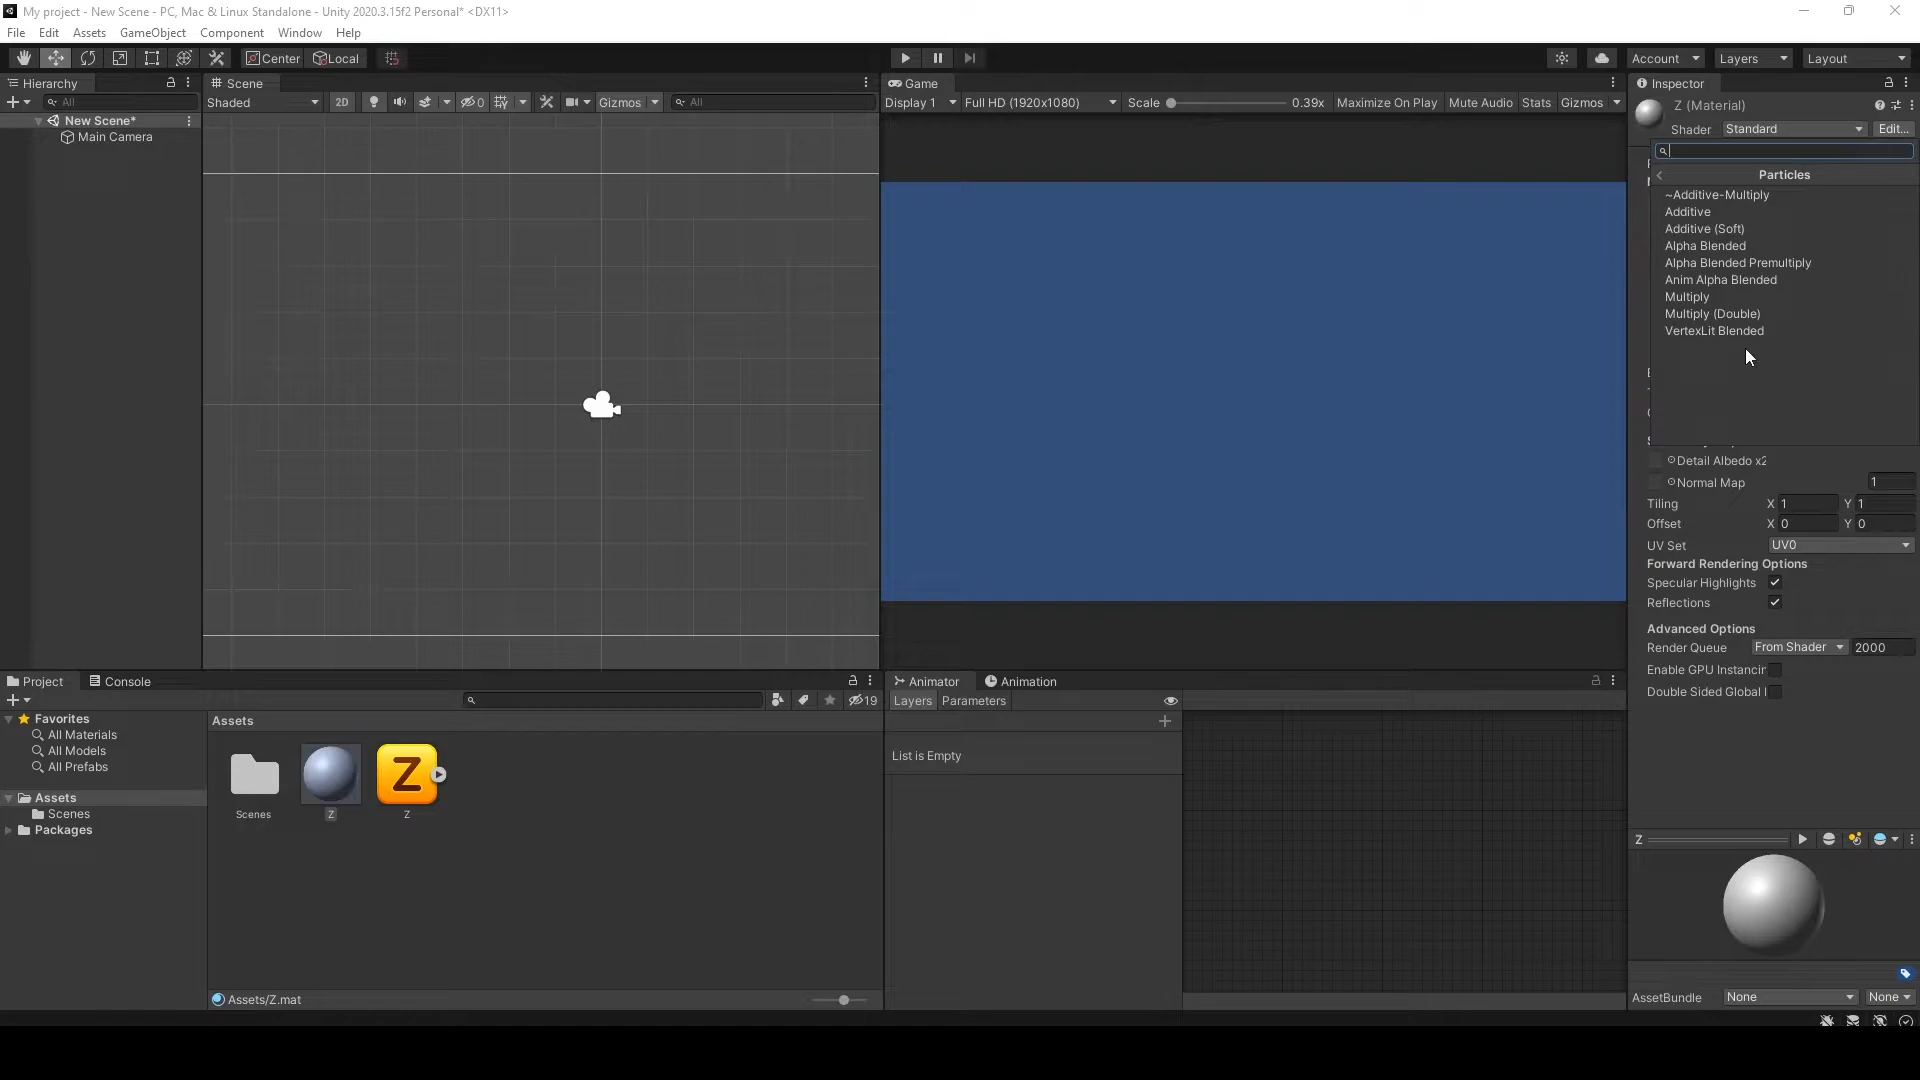 My project - New Scene - PC, Mac & Linux Standalone - Unity 2020.3.15f2 Personal* <DX11>
File Edit Assets GameObject Component Window Help
Center Local Account Layers Layout
Hierarchy
All
New Scene*
Main Camera
Scene
Shaded 2D 0 Gizmos All
Game
Display 1 Full HD (1920x1080) Scale 0.39x Maximize On Play Mute Audio Stats Gizmos
Inspector
Z (Material)
Shader Standard Edit...
Particles
~Additive-Multiply
Additive
Additive (Soft)
Alpha Blended
Alpha Blended Premultiply
Anim Alpha Blended
Multiply
Multiply (Double)
VertexLit Blended
Detail Albedo x2
Normal Map 1
Tiling X 1 Y 1
Offset X 0 Y 0
UV Set UV0
Forward Rendering Options
Specular Highlights
Reflections
Advanced Options
Render Queue From Shader 2000
Enable GPU Instancin
Double Sided Global I
Project Console
19
Favorites
All Materials
All Models
All Prefabs
Assets
Scenes
Packages
Assets
Z
Scenes Z Z
Assets/Z.mat
Animator Animation
Layers Parameters
List is Empty
Z
AssetBundle None None